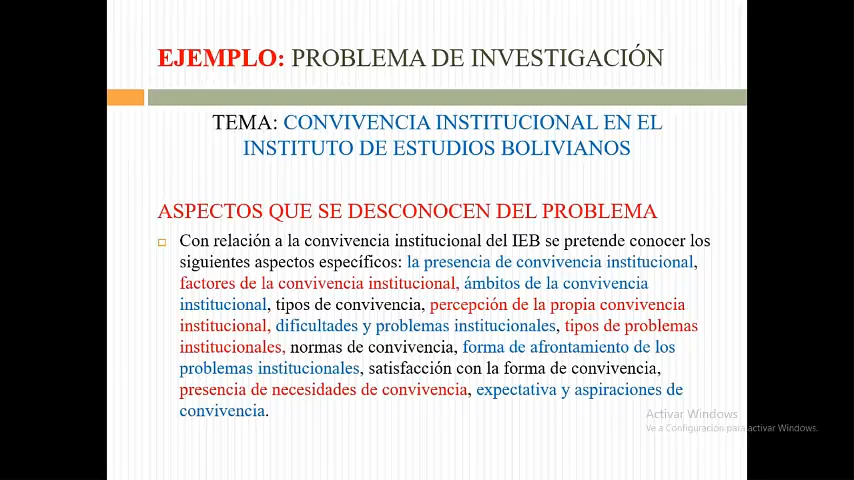 EJEMPLO: PROBLEMA DE INVESTIGACIÓN
TEMA: CONVIVENCIA INSTITUCIONAL EN EL
INSTITUTO DE ESTUDIOS BOLIVIANOS
ASPECTOS QUE SE DESCONOCEN DEL PROBLEMA
Con relación a la convivencia institucional del IEB se pretende conocer los
siguientes aspectos específicos: la presencia de convivencia institucional,
factores de la convivencia institucional, ámbitos de la convivencia
institucional, tipos de convivencia, percepción de la propia convivencia
institucional, dificultades y problemas institucionales, tipos de problemas
institucionales, normas de convivencia, forma de afrontamiento de los
problemas institucionales, satisfacción con la forma de convivencia,
presencia de necesidades de convivencia, expectativa y aspiraciones de
convivencia.
Activar Windows
Ve a Configuración para activar Windows.